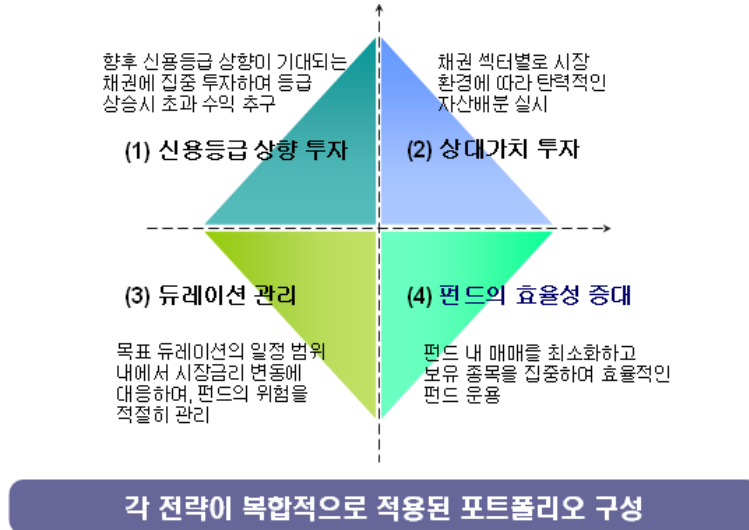 향후 신용등급 상향이 기대되는
채권에 집중 투자하며 등급
상승시 초과 수익 추구
(1) 신용등급 상향 투자
채권 섹터별로 시장
환경에 따라 탄력적인
자산배분 실시
(2) 상대가치 투자
(3) 듀레이션 관리
목표 듀레이션의 일정 범위
내에서 시장금리 변동에
대응하며, 펀드의 위험을
적절히 관리
(4) 펀드의 효율성 증대
펀드 내 매매를 최소화하고
보유 종목을 집중하여 효율적인
펀드 운용
각 전략이 복합적으로 적용된 포트폴리오 구성